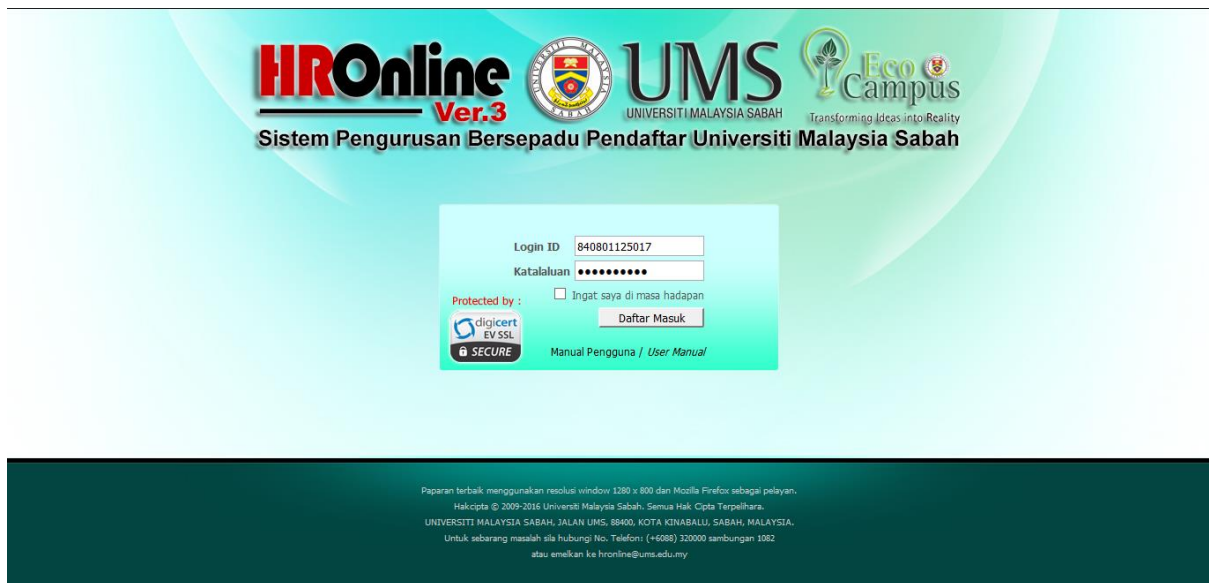 HROnline
Ver.3
UMS
UNIVERSITI MALAYSIA SABAH
Eco
Campus
Transforming Ideas into Reality
Sistem Pengurusan Bersepadu Pendaftar Universiti Malaysia Sabah
Login ID 840801125017
Katalaluan ••••••••••
Ingat saya di masa hadapan
Protected by :
Daftar Masuk
digicert
EV SSL
SECURE
Manual Pengguna / User Manual
Paparan terbaik menggunakan resolusi window 1280 x 800 dan Mozilla Firefox sebagai pelayan.
Hakcipta © 2009-2016 Universiti Malaysia Sabah. Semua Hak Cipta Terpelihara.
UNIVERSITI MALAYSIA SABAH, JALAN UMS, 88400, KOTA KINABALU, SABAH, MALAYSIA.
Untuk sebarang masalah sila hubungi No. Telefon: (+6088) 320000 sambungan 1082
atau emelkan ke hronline@ums.edu.my